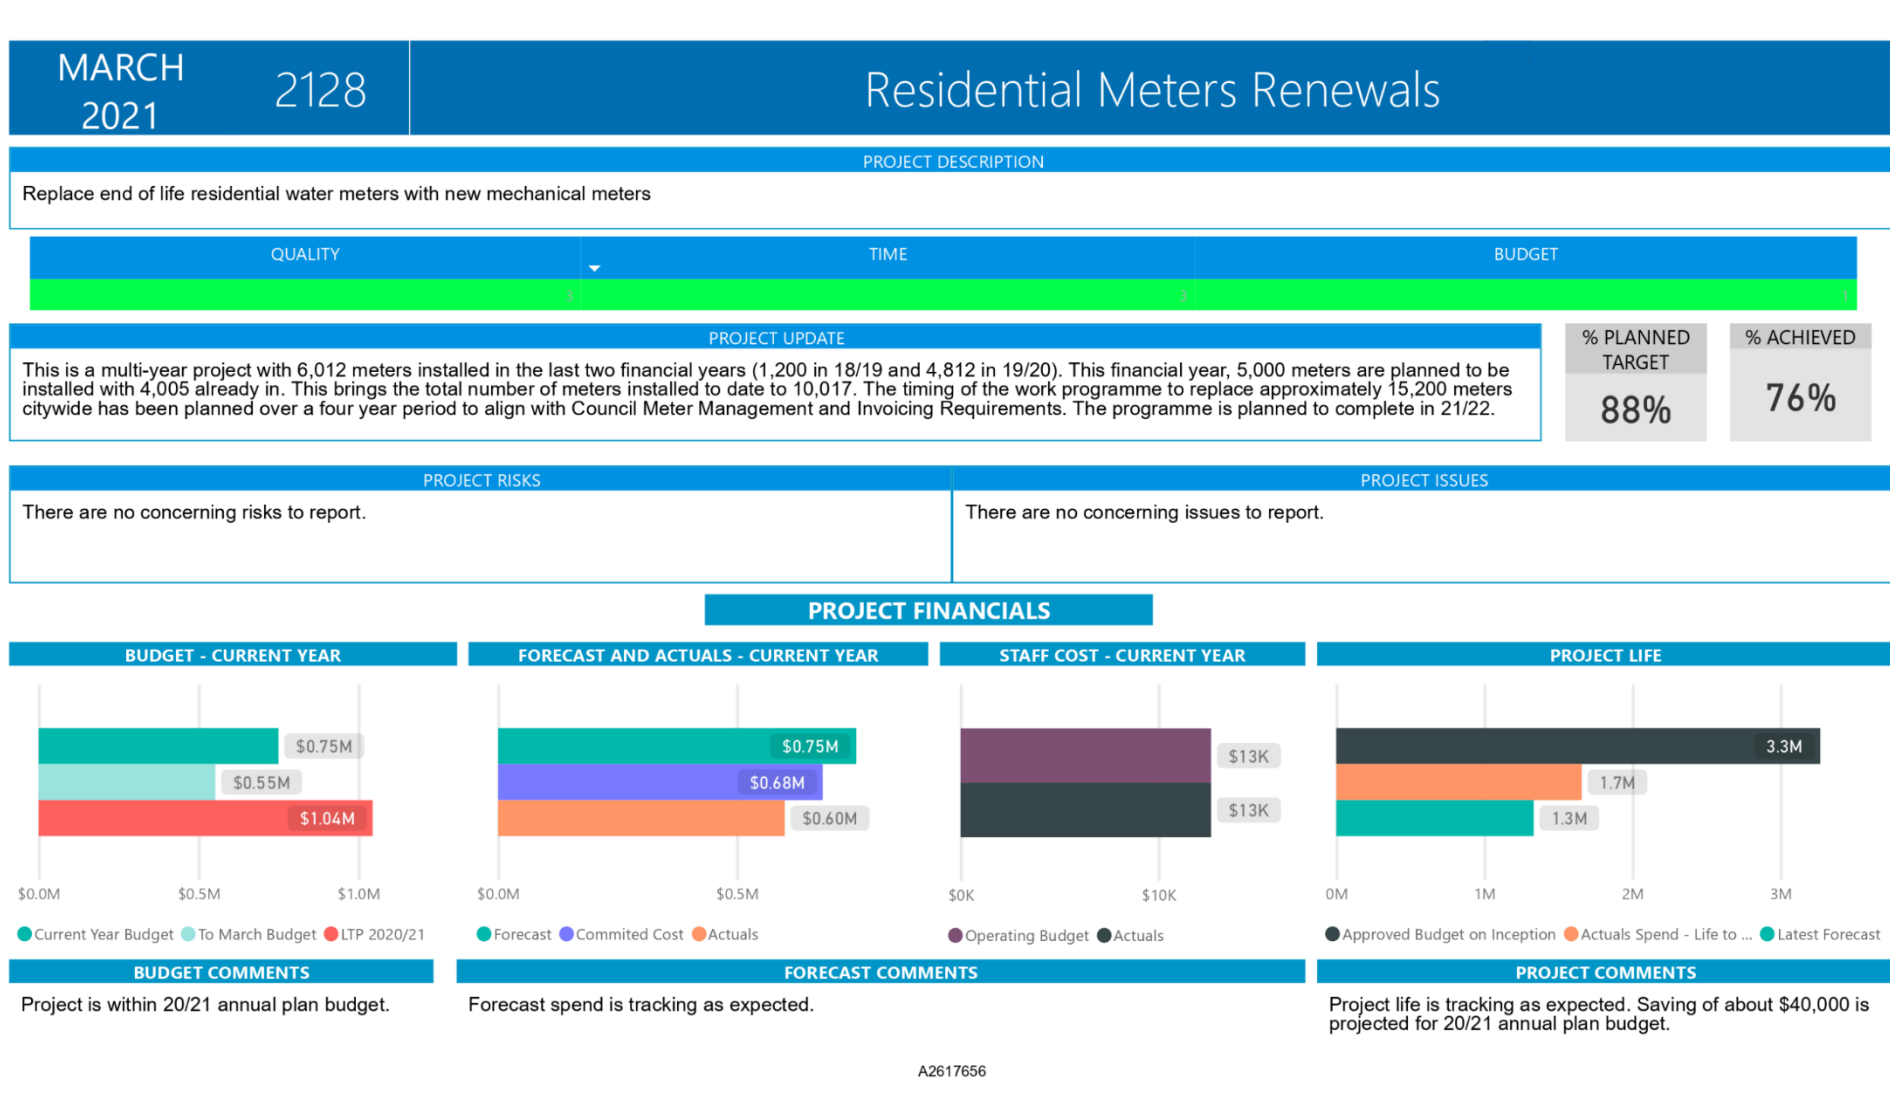 MARCH
2021
2128
Residential Meters Renewals
PROJECT DESCRIPTION
Replace end of life residential water meters with new mechanical meters
QUALITY
TIME
BUDGET
3
3
1
PROJECT UPDATE
This is a multi-year project with 6,012 meters installed in the last two financial years (1,200 in 18/19 and 4,812 in 19/20). This financial year, 5,000 meters are planned to be
installed with 4,005 already in. This brings the total number of meters installed to date to 10,017. The timing of the work programme to replace approximately 15,200 meters
citywide has been planned over a four year period to align with Council Meter Management and Invoicing Requirements. The programme is planned to complete in 21/22.
% PLANNED
TARGET
88%
% ACHIEVED
76%
PROJECT RISKS
There are no concerning risks to report.
PROJECT ISSUES
There are no concerning issues to report.
PROJECT FINANCIALS
BUDGET - CURRENT YEAR
$0.75M
$0.55M
$1.04M
$0.0M $0.5M $1.0M
Current Year Budget To March Budget LTP 2020/21
FORECAST AND ACTUALS - CURRENT YEAR
$0.75M
$0.68M
$0.60M
$0.0M $0.5M
Forecast Commited Cost Actuals
STAFF COST - CURRENT YEAR
$13K
$13K
$0K $10K
Operating Budget Actuals
PROJECT LIFE
3.3M
1.7M
1.3M
0M 1M 2M 3M
Approved Budget on Inception Actuals Spend - Life to ... Latest Forecast
BUDGET COMMENTS
Project is within 20/21 annual plan budget.
FORECAST COMMENTS
Forecast spend is tracking as expected.
PROJECT COMMENTS
Project life is tracking as expected. Saving of about $40,000 is
projected for 20/21 annual plan budget.
A2617656